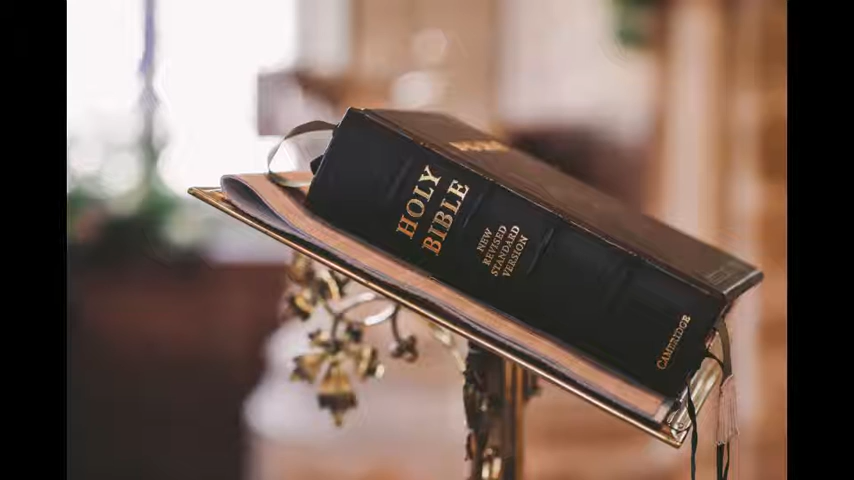 HOLY
BIBLE
NEW
REVISED
STANDARD
VERSION
CAMBRIDGE